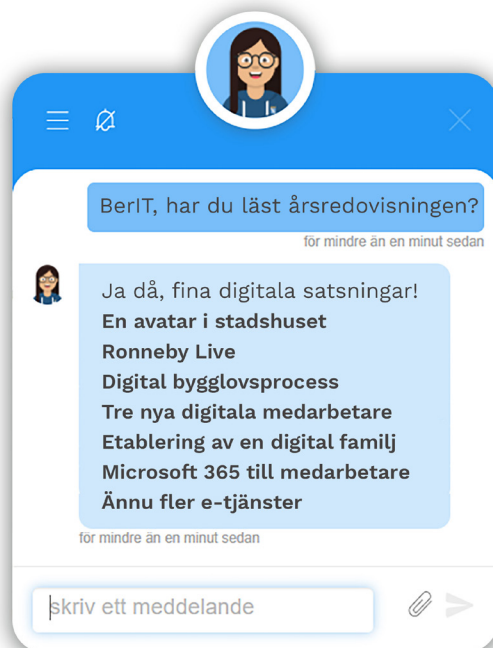 BerIT, har du läst årsredovisningen?
för mindre än en minut sedan
Ja då, fina digitala satsningar!
En avatar i stadshuset
Ronneby Live
Digital bygglovsprocess
Tre nya digitala medarbetare
Etablering av en digital familj
Microsoft 365 till medarbetare
Ännu fler e-tjänster
för mindre än en minut sedan
skriv ett meddelande